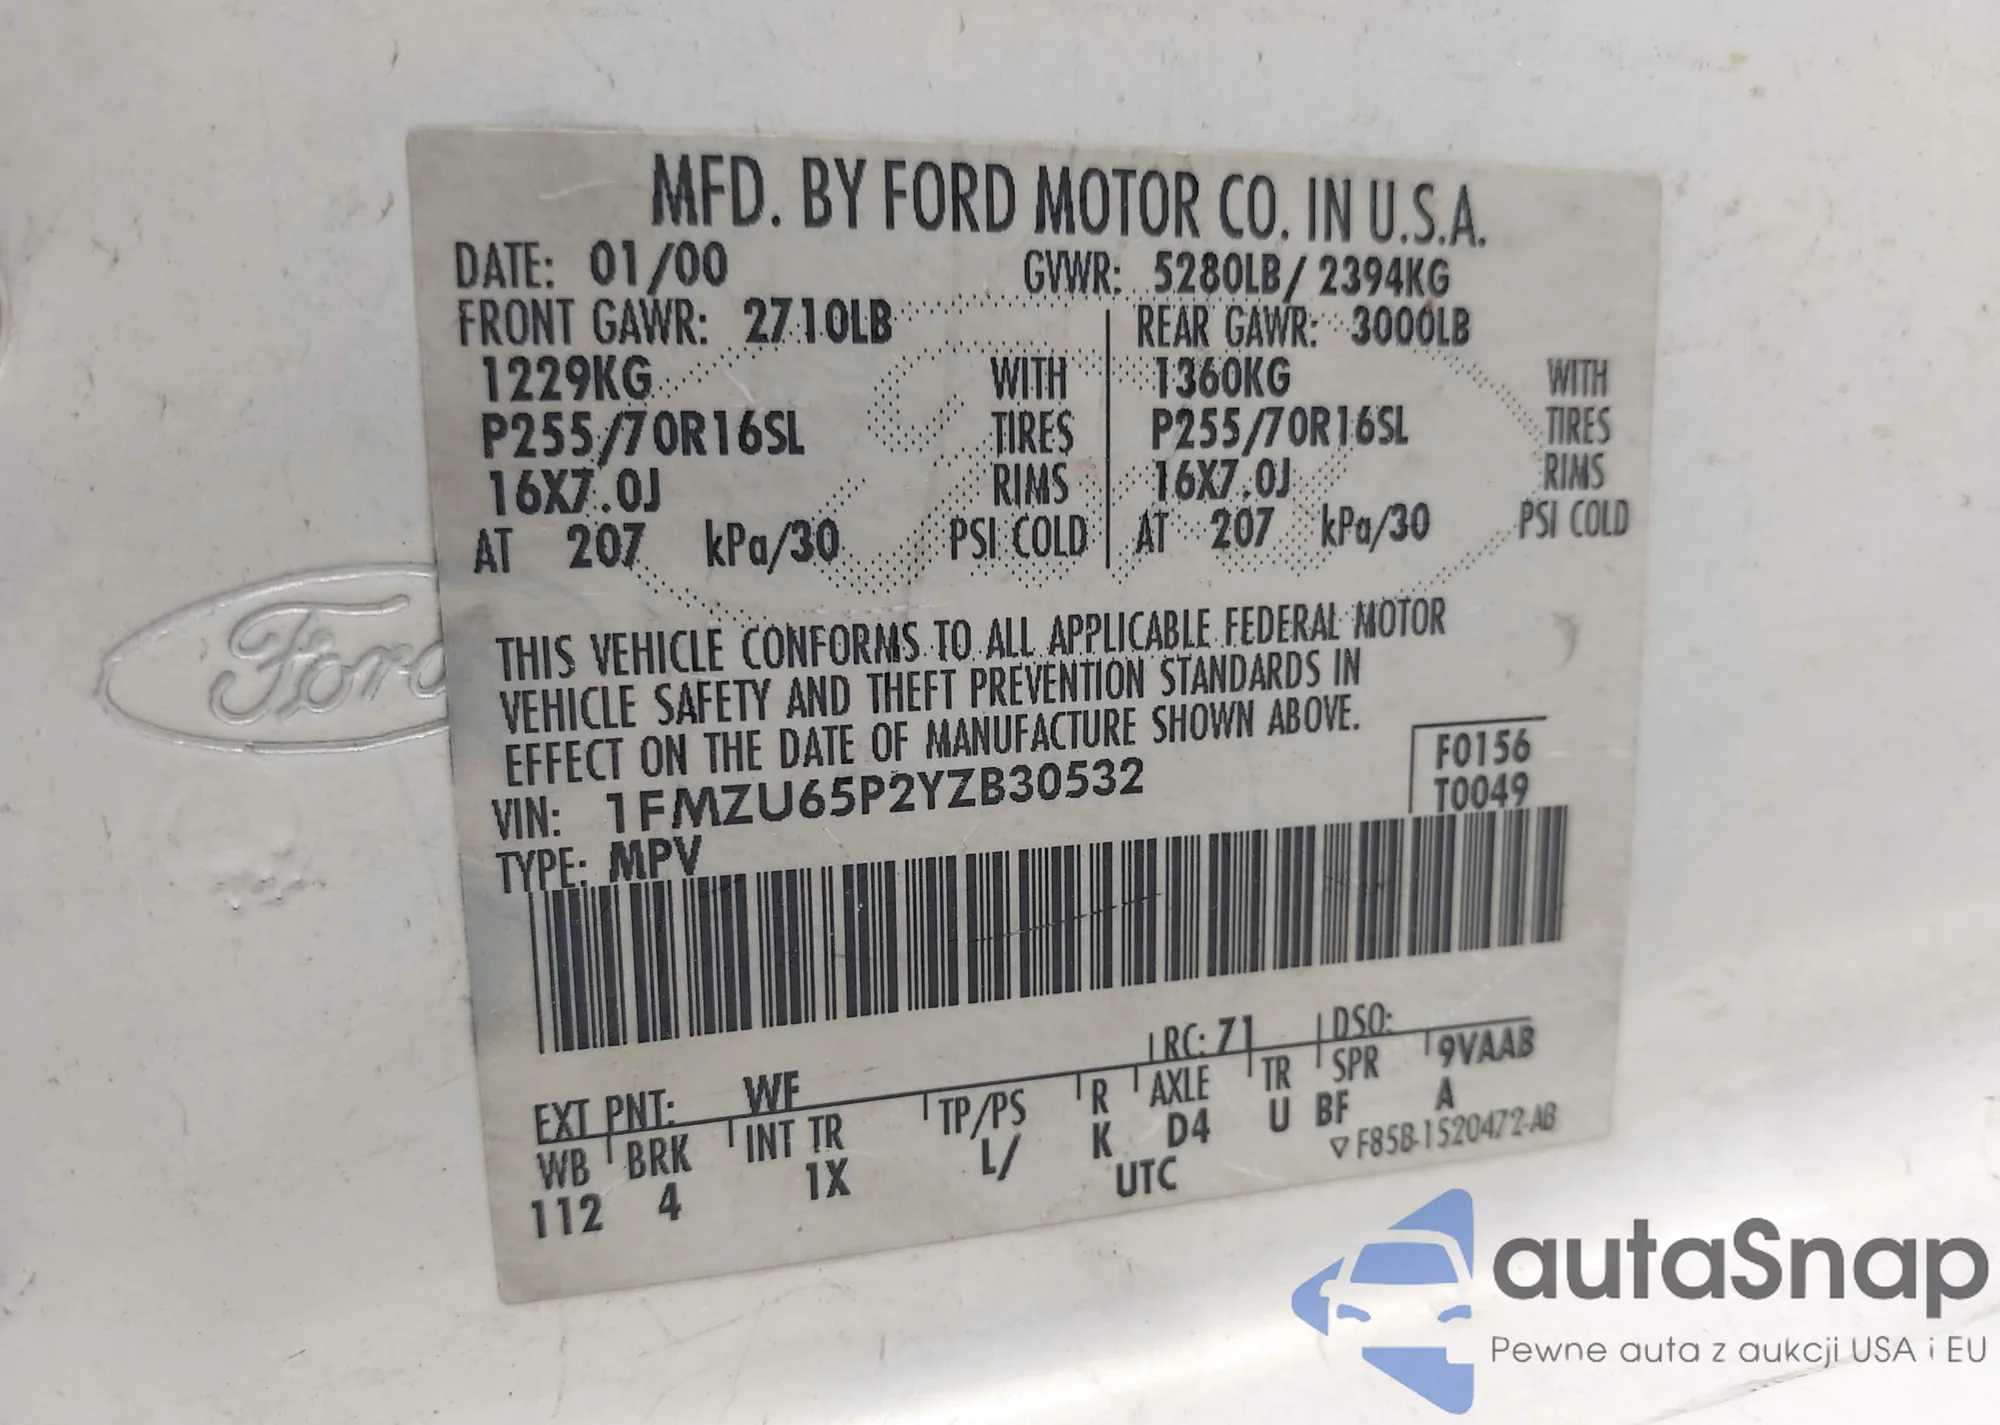 MFD. BY FORD MOTOR CO. IN U.S.A.
DATE: 01/00 GVWR: 5280LB/ 2394KG
FRONT GAWR: 2710LB REAR GAWR: 3000LB
1229KG WITH 1360KG WITH
P255/70R16SL TIRES P255/70R16SL TIRES
16X7.0J RIMS 16X7.0J RIMS
AT 207 kPa/30 PSI COLD AT 207 kPa/30 PSI COLD
THIS VEHICLE CONFORMS TO ALL APPLICABLE FEDERAL MOTOR
VEHICLE SAFETY AND THEFT PREVENTION STANDARDS IN
EFFECT ON THE DATE OF MANUFACTURE SHOWN ABOVE.
F0156
VIN: 1FMZU65P2YZB30532 T0049
TYPE: MPV
EXT PNT: WF RC: 71 DSO:
WB BRK INT TR TP/PS R AXLE TR SPR 9VAAB
112 4 1X L/ K D4 U BF A
UTC ▽ F85B-1520472-AB
Ford
autaSnap
Pewne auta z aukcji USA i EU